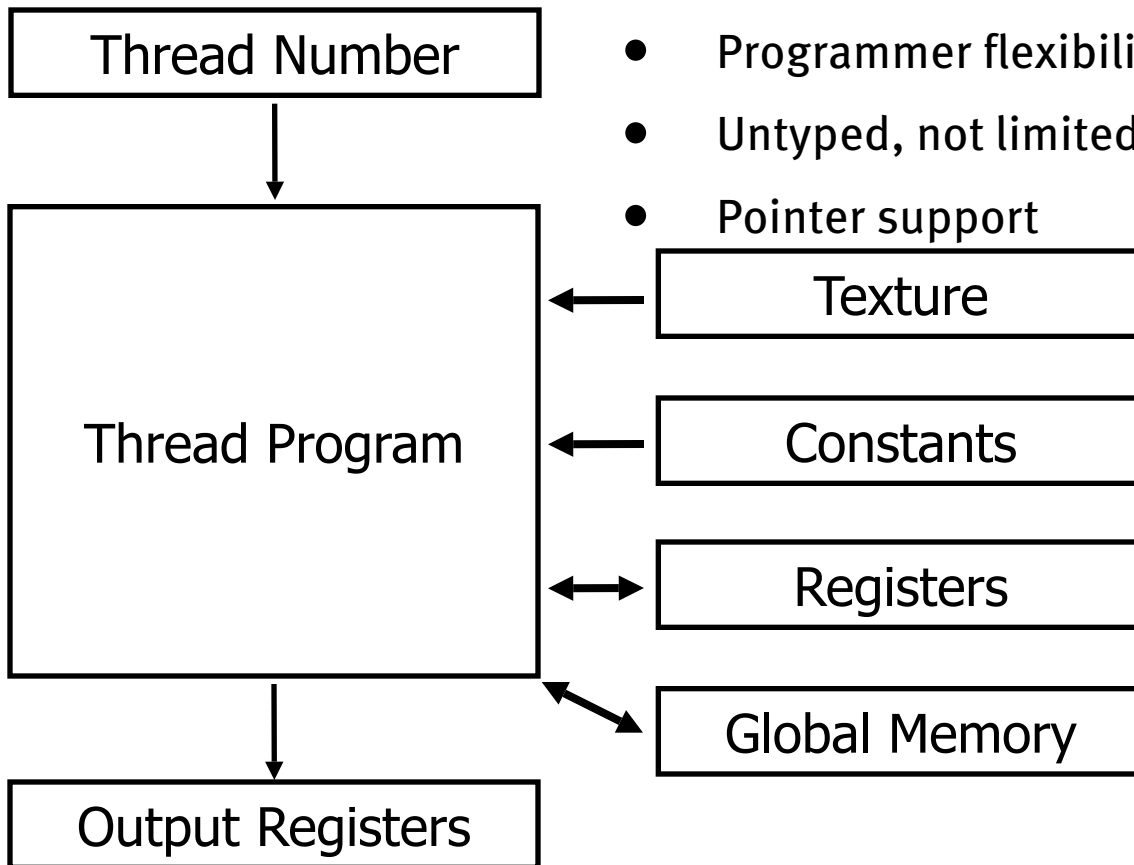 Thread Number
• Programmer flexibili
• Untyped, not limited
• Pointer support
Texture
Thread Program
Constants
Registers
Global Memory
Output Registers